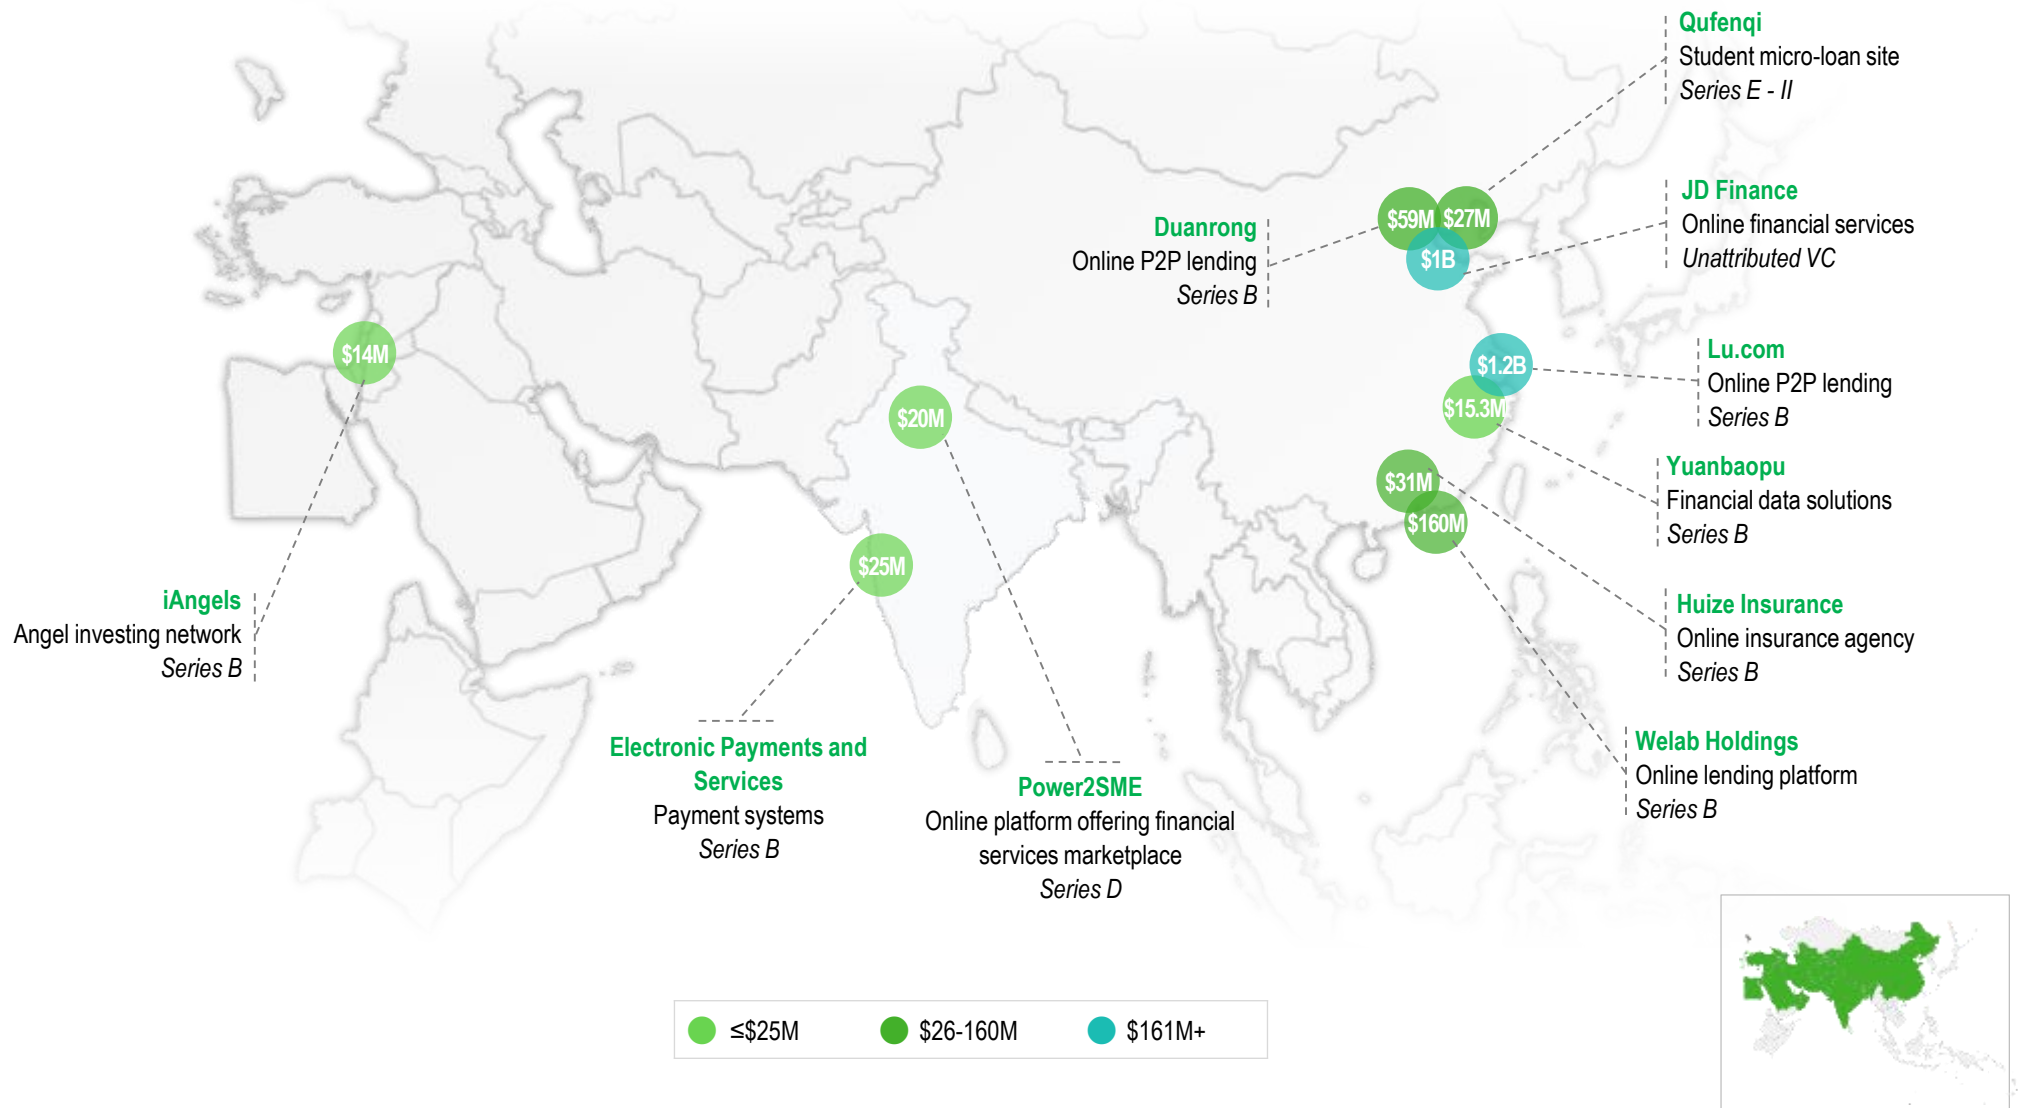 Qufenqi
Student micro-loan site
Series E - II
JD Finance
Online financial services
Unattributed VC
Duanrong
Online P2P lending
Series B
$59M
$27M
$1B
$14M
$1.2B
$15.3M
Lu.com
Online P2P lending
Series B
$20M
Yuanbaopu
Financial data solutions
Series B
$31M
$160M
$25M
iAngels
Angel investing network
Series B
Huize Insurance
Online insurance agency
Series B
Electronic Payments and
Services
Payment systems
Series B
Power2SME
Online platform offering financial
services marketplace
Series D
Welab Holdings
Online lending platform
Series B
≤$25M
$26-160M
$161M+